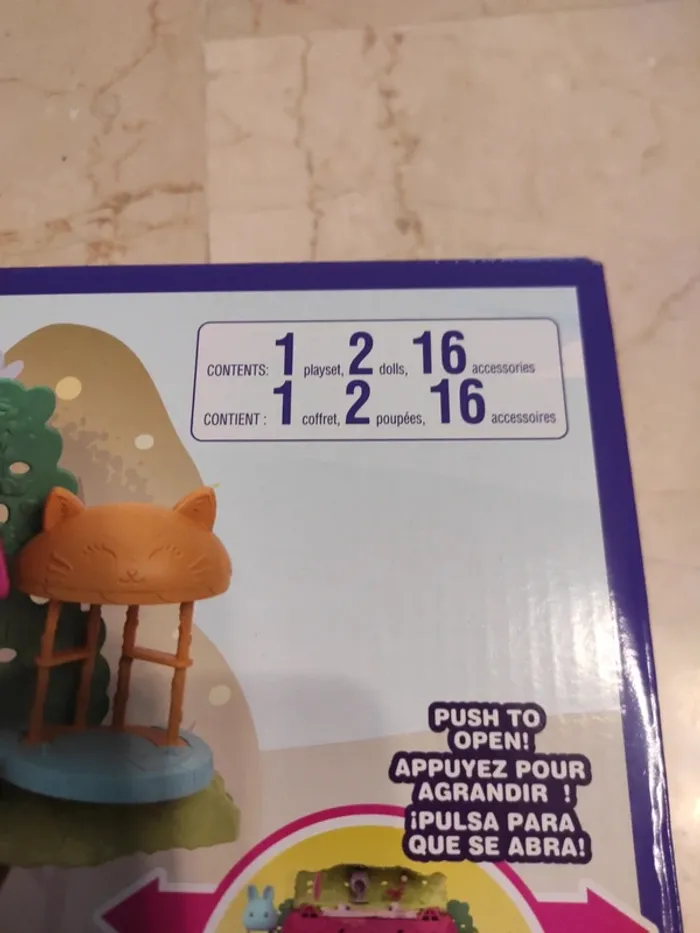 CONTENTS: 1 playset, 2 dolls, 16 accessories
CONTIENT : 1 coffret, 2 poupées, 16 accessoires
PUSH TO
OPEN!
APPUYEZ POUR
AGRANDIR !
¡PULSA PARA
QUE SE ABRA!